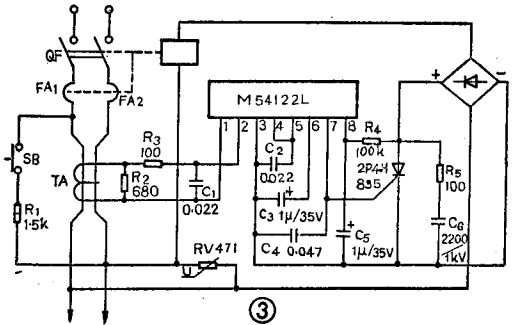 QF
FA1
FA2
M54122L
1 2 3 4 5 6 7 8
+
-
SB
R1
1.5k
TA
R2
680
R3
100
C1
0.022
C2
0.022
+
C3 1μ/35V
C4 0.047
R4
100k
2P4M
835
+
C5
1μ/35V
R5
100
C6
2200
/1kV
RV471
U
③